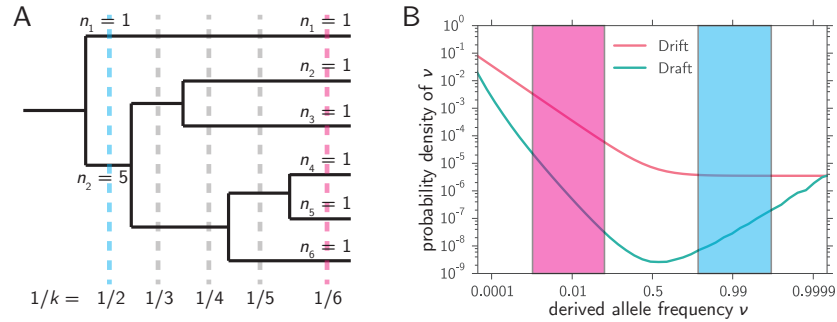 A
n₁ = 1
n₁ = 1
n₂ = 1
n₃ = 1
n₂ = 5
n₄ = 1
n₅ = 1
n₆ = 1
1/k = 1/2 1/3 1/4 1/5 1/6
B
probability density of ν
10⁰
10⁻¹
10⁻²
10⁻³
10⁻⁴
10⁻⁵
10⁻⁶
10⁻⁷
10⁻⁸
10⁻⁹
Drift
Draft
0.0001 0.01 0.5 0.99 0.9999
derived allele frequency ν